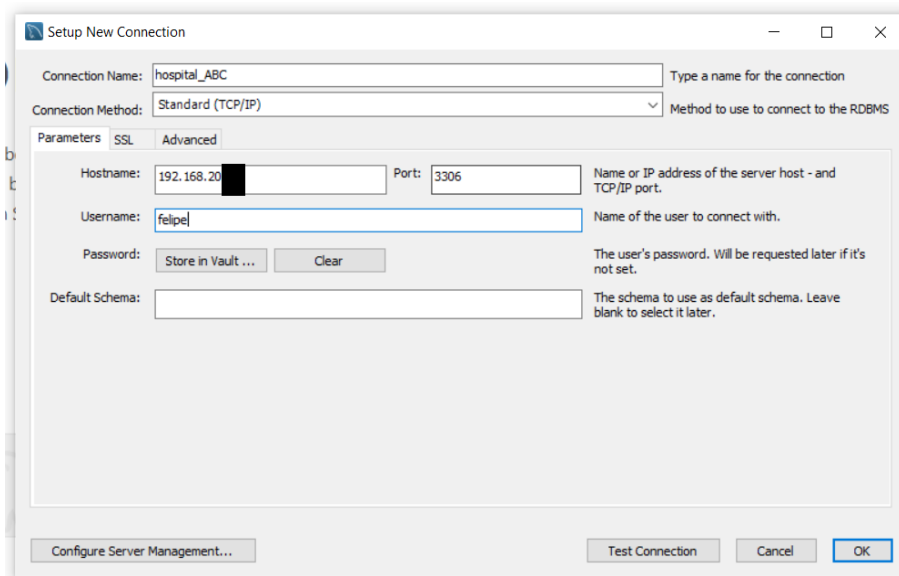 Setup New Connection
Connection Name: hospital_ABC Type a name for the connection
Connection Method: Standard (TCP/IP) Method to use to connect to the RDBMS
Parameters SSL Advanced
Hostname: 192.168.20 Port: 3306 Name or IP address of the server host - and
TCP/IP port.
Username: felipe Name of the user to connect with.
Password: Store in Vault ... Clear The user's password. Will be requested later if it's
not set.
Default Schema: The schema to use as default schema. Leave
blank to select it later.
Configure Server Management... Test Connection Cancel OK